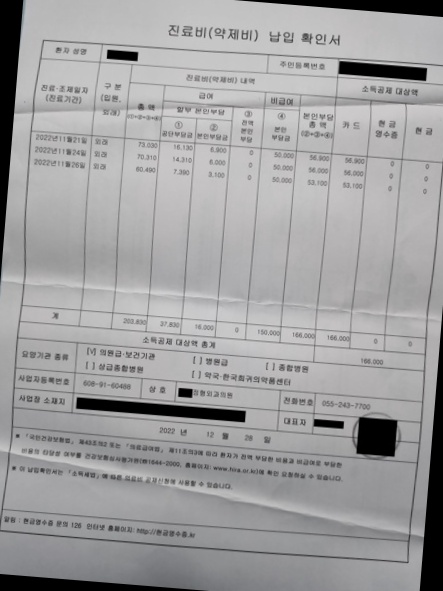 진료비(약제비) 납입 확인서
환자 성명 주민등록번호
진료·조제일자 (진료기간) 구 분 (입원, 외래) 진료비(약제비) 내역 소득공제 대상액
총 액 (①+②+③+④) 급여 비급여 본인부담 총 액 (②+③+④) 카 드 현 금 영수증 현 금
일부 본인부담 ③ 전액 본인 부담 ④ 본인 부담금
① 공단부담금 ② 본인부담금
2022년11월21일 외래 73,030 16,130 6,900 0 50,000 56,900 56,900 0 0
2022년11월24일 외래 70,310 14,310 6,000 0 50,000 56,000 56,000 0 0
2022년11월26일 외래 60,490 7,390 3,100 0 50,000 53,100 53,100 0 0
계 203,830 37,830 16,000 0 150,000 166,000 166,000 0 0
소득공제 대상액 총계 166,000
요양기관 종류 [√] 의원급·보건기관 [ ] 병원급 [ ] 종합병원
[ ] 상급종합병원 [ ] 약국·한국희귀의약품센터
사업자등록번호 608-91-60488 상 호 정형외과의원
사업장 소재지 전화번호 055-243-7700
대표자
2022 년 12 월 28 일
* 「국민건강보험법」 제43조의2 또는 「의료급여법」 제11조의3에 따라 환자가 전액 부담한 비용과 비급여로 부담한
비용의 타당성 여부를 건강보험심사평가원(☎1644-2000, 홈페이지: www.hira.or.kr)에 확인 요청하실 수 있습니다.
* 이 납입확인서는 「소득세법」에 따른 의료비 공제신청에 사용할 수 있습니다.
알림 : 현금영수증 문의 126 인터넷 홈페이지: http://현금영수증.kr